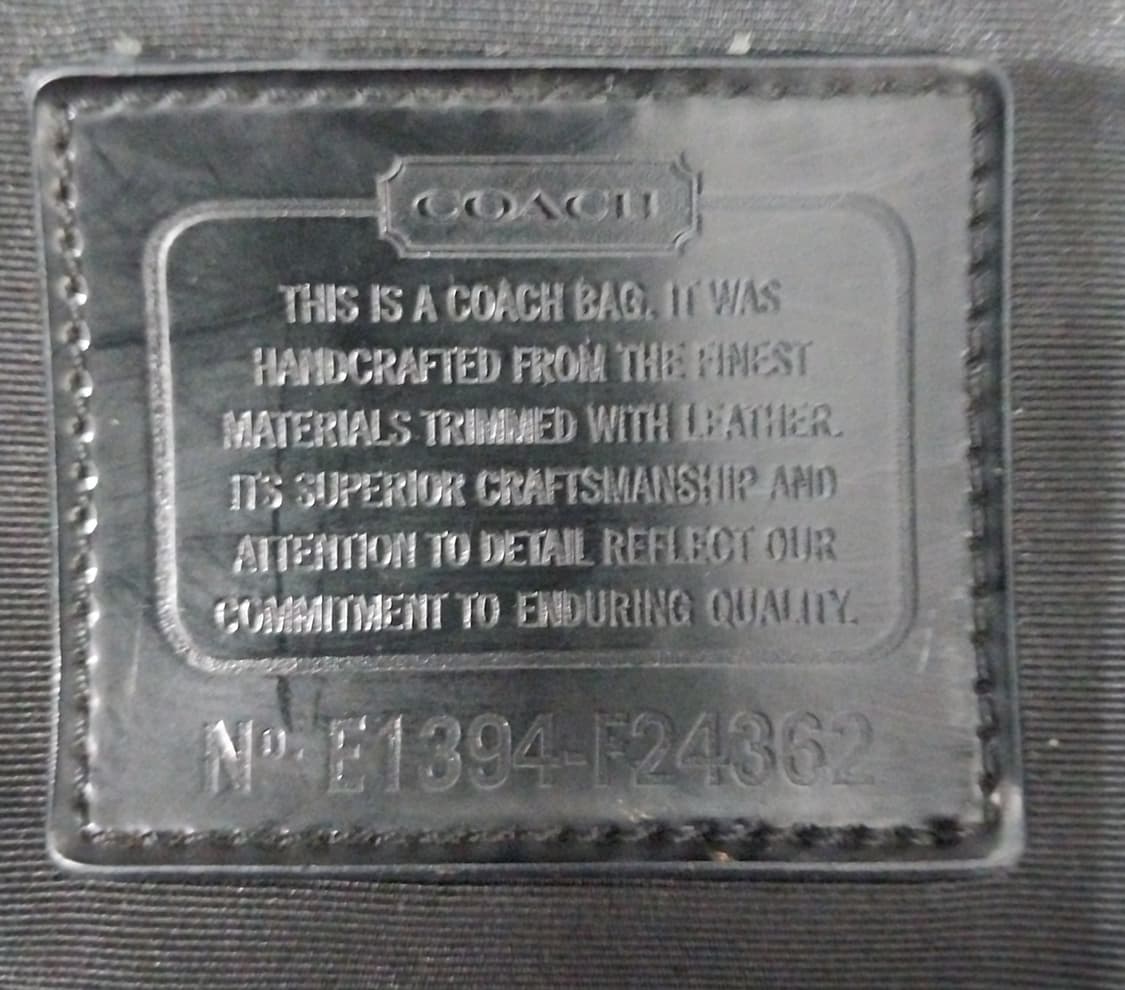 COACH
THIS IS A COACH BAG. IT WAS
HANDCRAFTED FROM THE FINEST
MATERIALS TRIMMED WITH LEATHER.
ITS SUPERIOR CRAFTSMANSHIP AND
ATTENTION TO DETAIL REFLECT OUR
COMMITMENT TO ENDURING QUALITY.
Nº. E1394-F24362